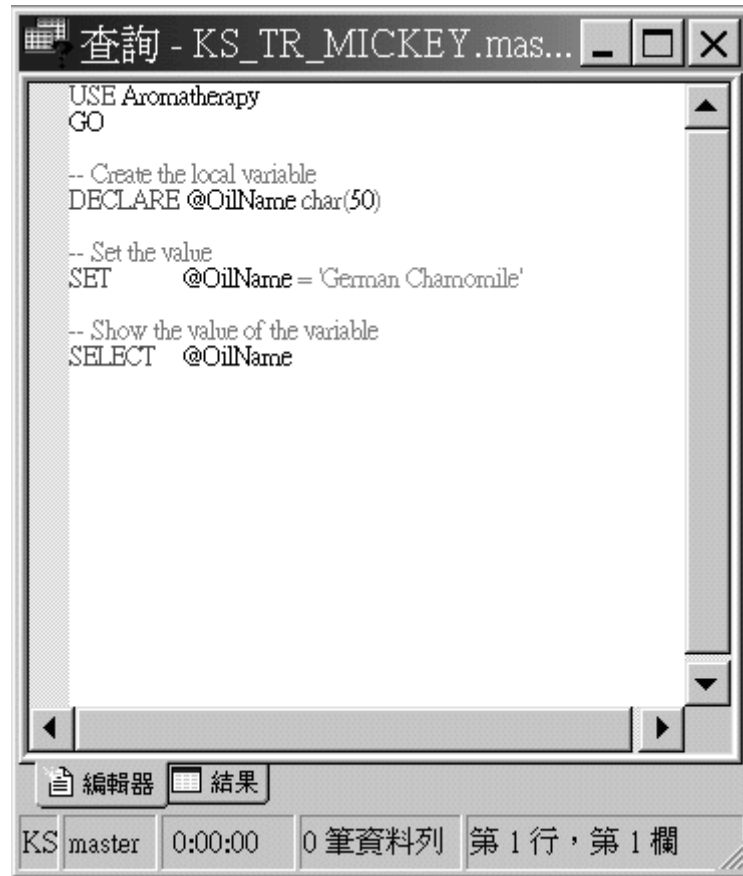 查詢 - KS_TR_MICKEY.mas...
USE Aromatherapy
GO
-- Create the local variable
DECLARE @OilName char(50)
-- Set the value
SET @OilName = 'German Chamomile'
-- Show the value of the variable
SELECT @OilName
編輯器 結果
KS master 0:00:00 0 筆資料列 第 1 行，第 1 欄